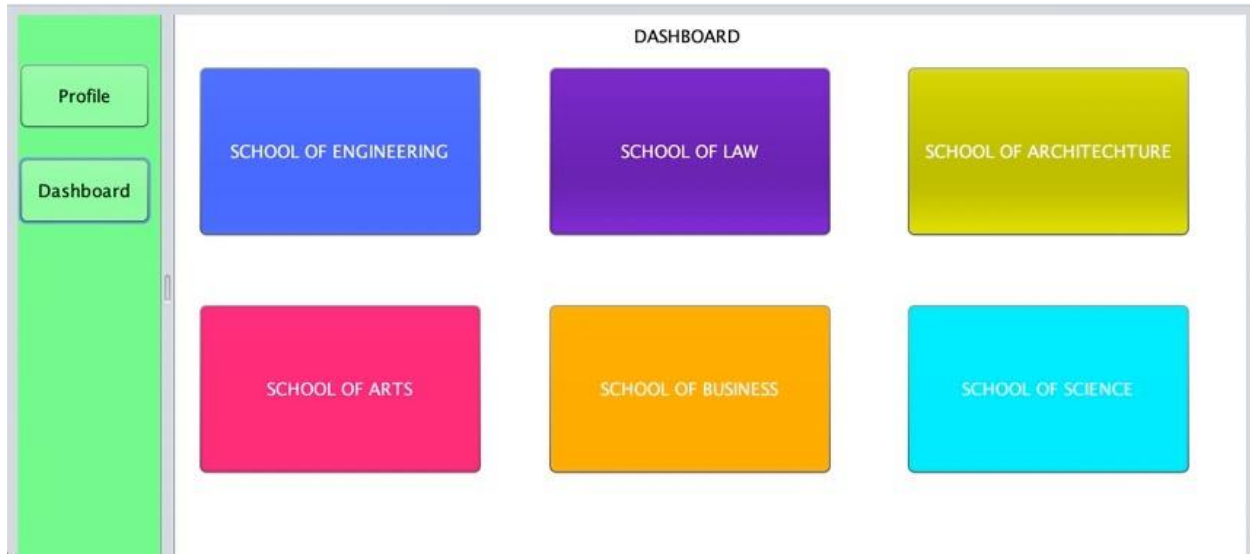 DASHBOARD
Profile
Dashboard
SCHOOL OF ENGINEERING
SCHOOL OF LAW
SCHOOL OF ARCHITECHTURE
SCHOOL OF ARTS
SCHOOL OF BUSINESS
SCHOOL OF SCIENCE